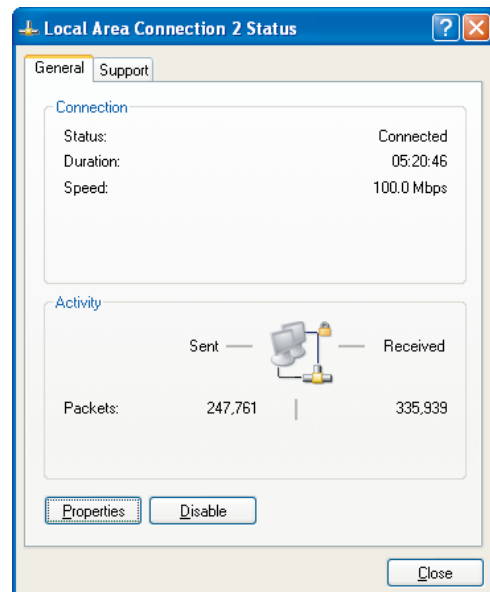 Local Area Connection 2 Status
General Support
Connection
Status: Connected
Duration: 05:20:46
Speed: 100.0 Mbps
Activity
Sent — — Received
Packets: 247,761 | 335,939
Properties Disable
Close